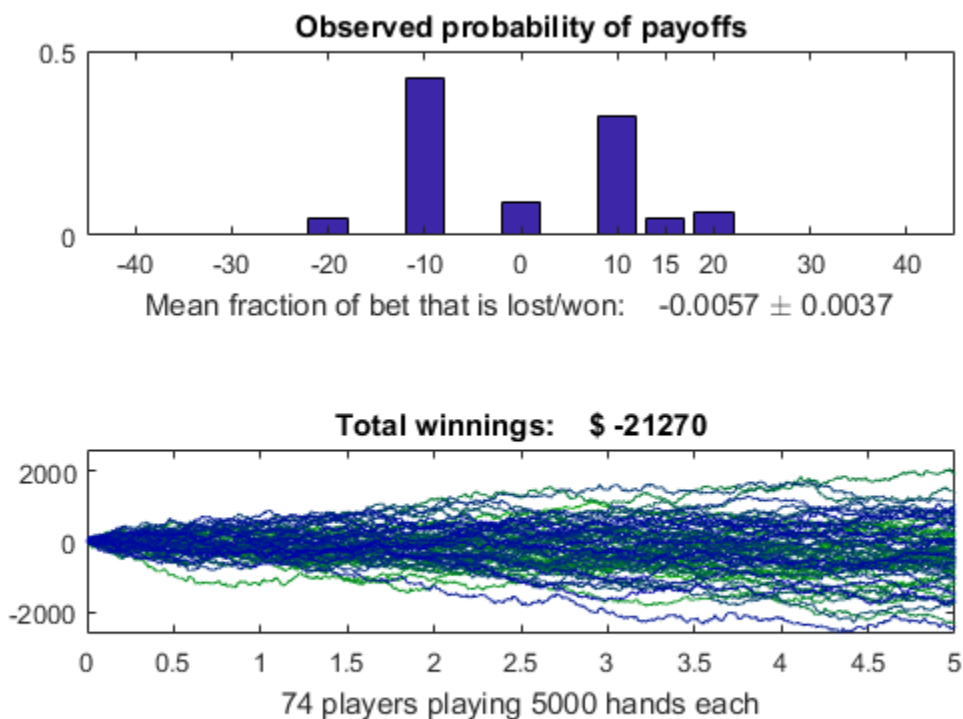 Observed probability of payoffs
0.5
0
-40 -30 -20 -10 0 10 15 20 30 40
Mean fraction of bet that is lost/won: -0.0057 ± 0.0037
Total winnings: $ -21270
2000
0
-2000
0 0.5 1 1.5 2 2.5 3 3.5 4 4.5 5
74 players playing 5000 hands each